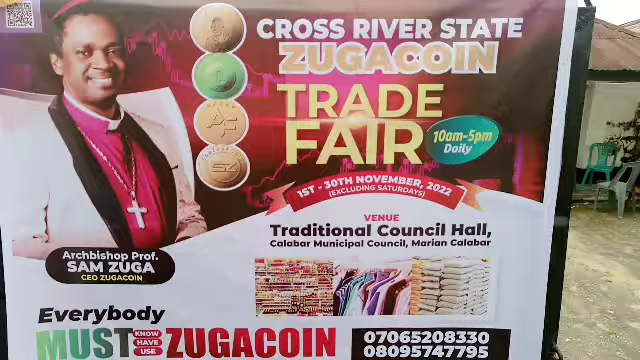 CROSS RIVER STATE
ZUGACOIN
TRADE
FAIR
10am-5pm
Daily
1ST - 30TH NOVEMBER, 2022
(EXCLUDING SATURDAYS)
VENUE
Traditional Council Hall,
Calabar Municipal Council, Marian Calabar
Archbishop Prof.
SAM ZUGA
CEO ZUGACOIN
Everybody
MUST KNOW HAVE USE ZUGACOIN
07065208330
08095747795